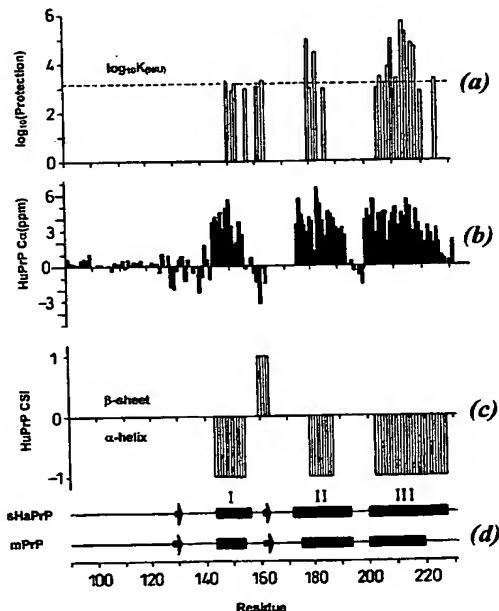 6
4
2
0
log10(Protection)
log10K(N/U)
(a)
6
3
0
−3
HuPrP Cα(ppm)
(b)
1
0
−1
HuPrP CSI
β-sheet
α-helix
(c)
I II III
sHaPrP
mPrP
(d)
100 120 140 160 180 200 220
Residue